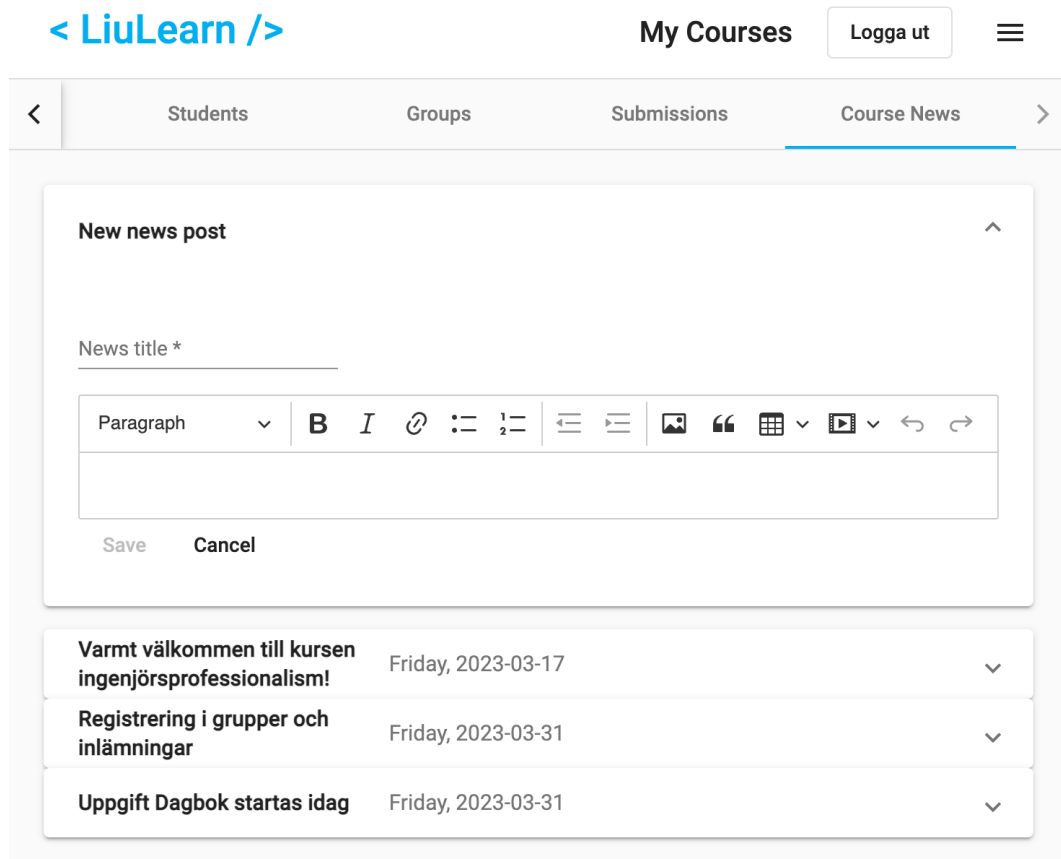 < LiuLearn />
My Courses
Logga ut
Students
Groups
Submissions
Course News
New news post
News title *
Paragraph
B
I
Save
Cancel
Varmt välkommen till kursen
ingenjörsprofessionalism!
Friday, 2023-03-17
Registrering i grupper och
inlämningar
Friday, 2023-03-31
Uppgift Dagbok startas idag
Friday, 2023-03-31